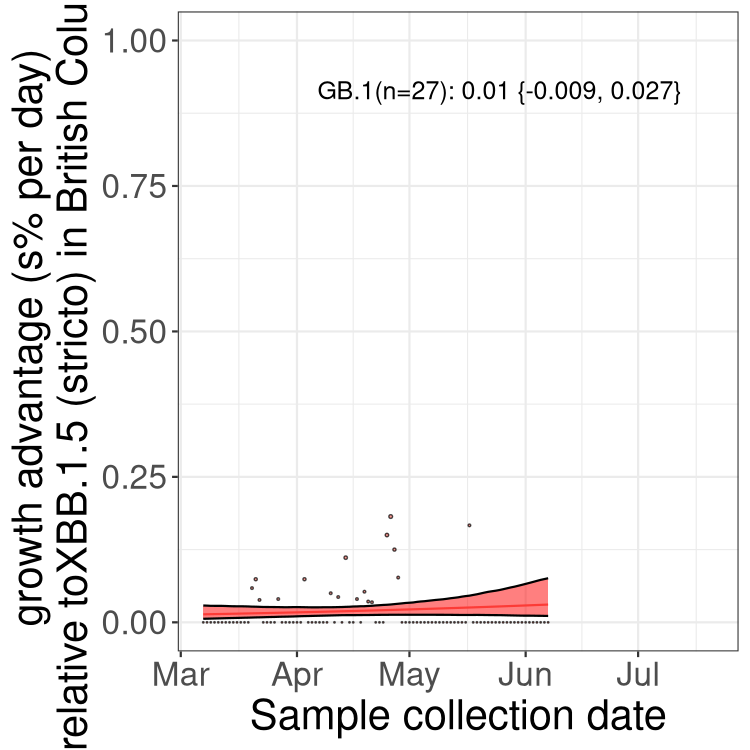 growth advantage (s% per day)
relative toXBB.1.5 (stricto) in British Colu
1.00
0.75
0.50
0.25
0.00
GB.1(n=27): 0.01 {-0.009, 0.027}
Mar Apr May Jun Jul
Sample collection date